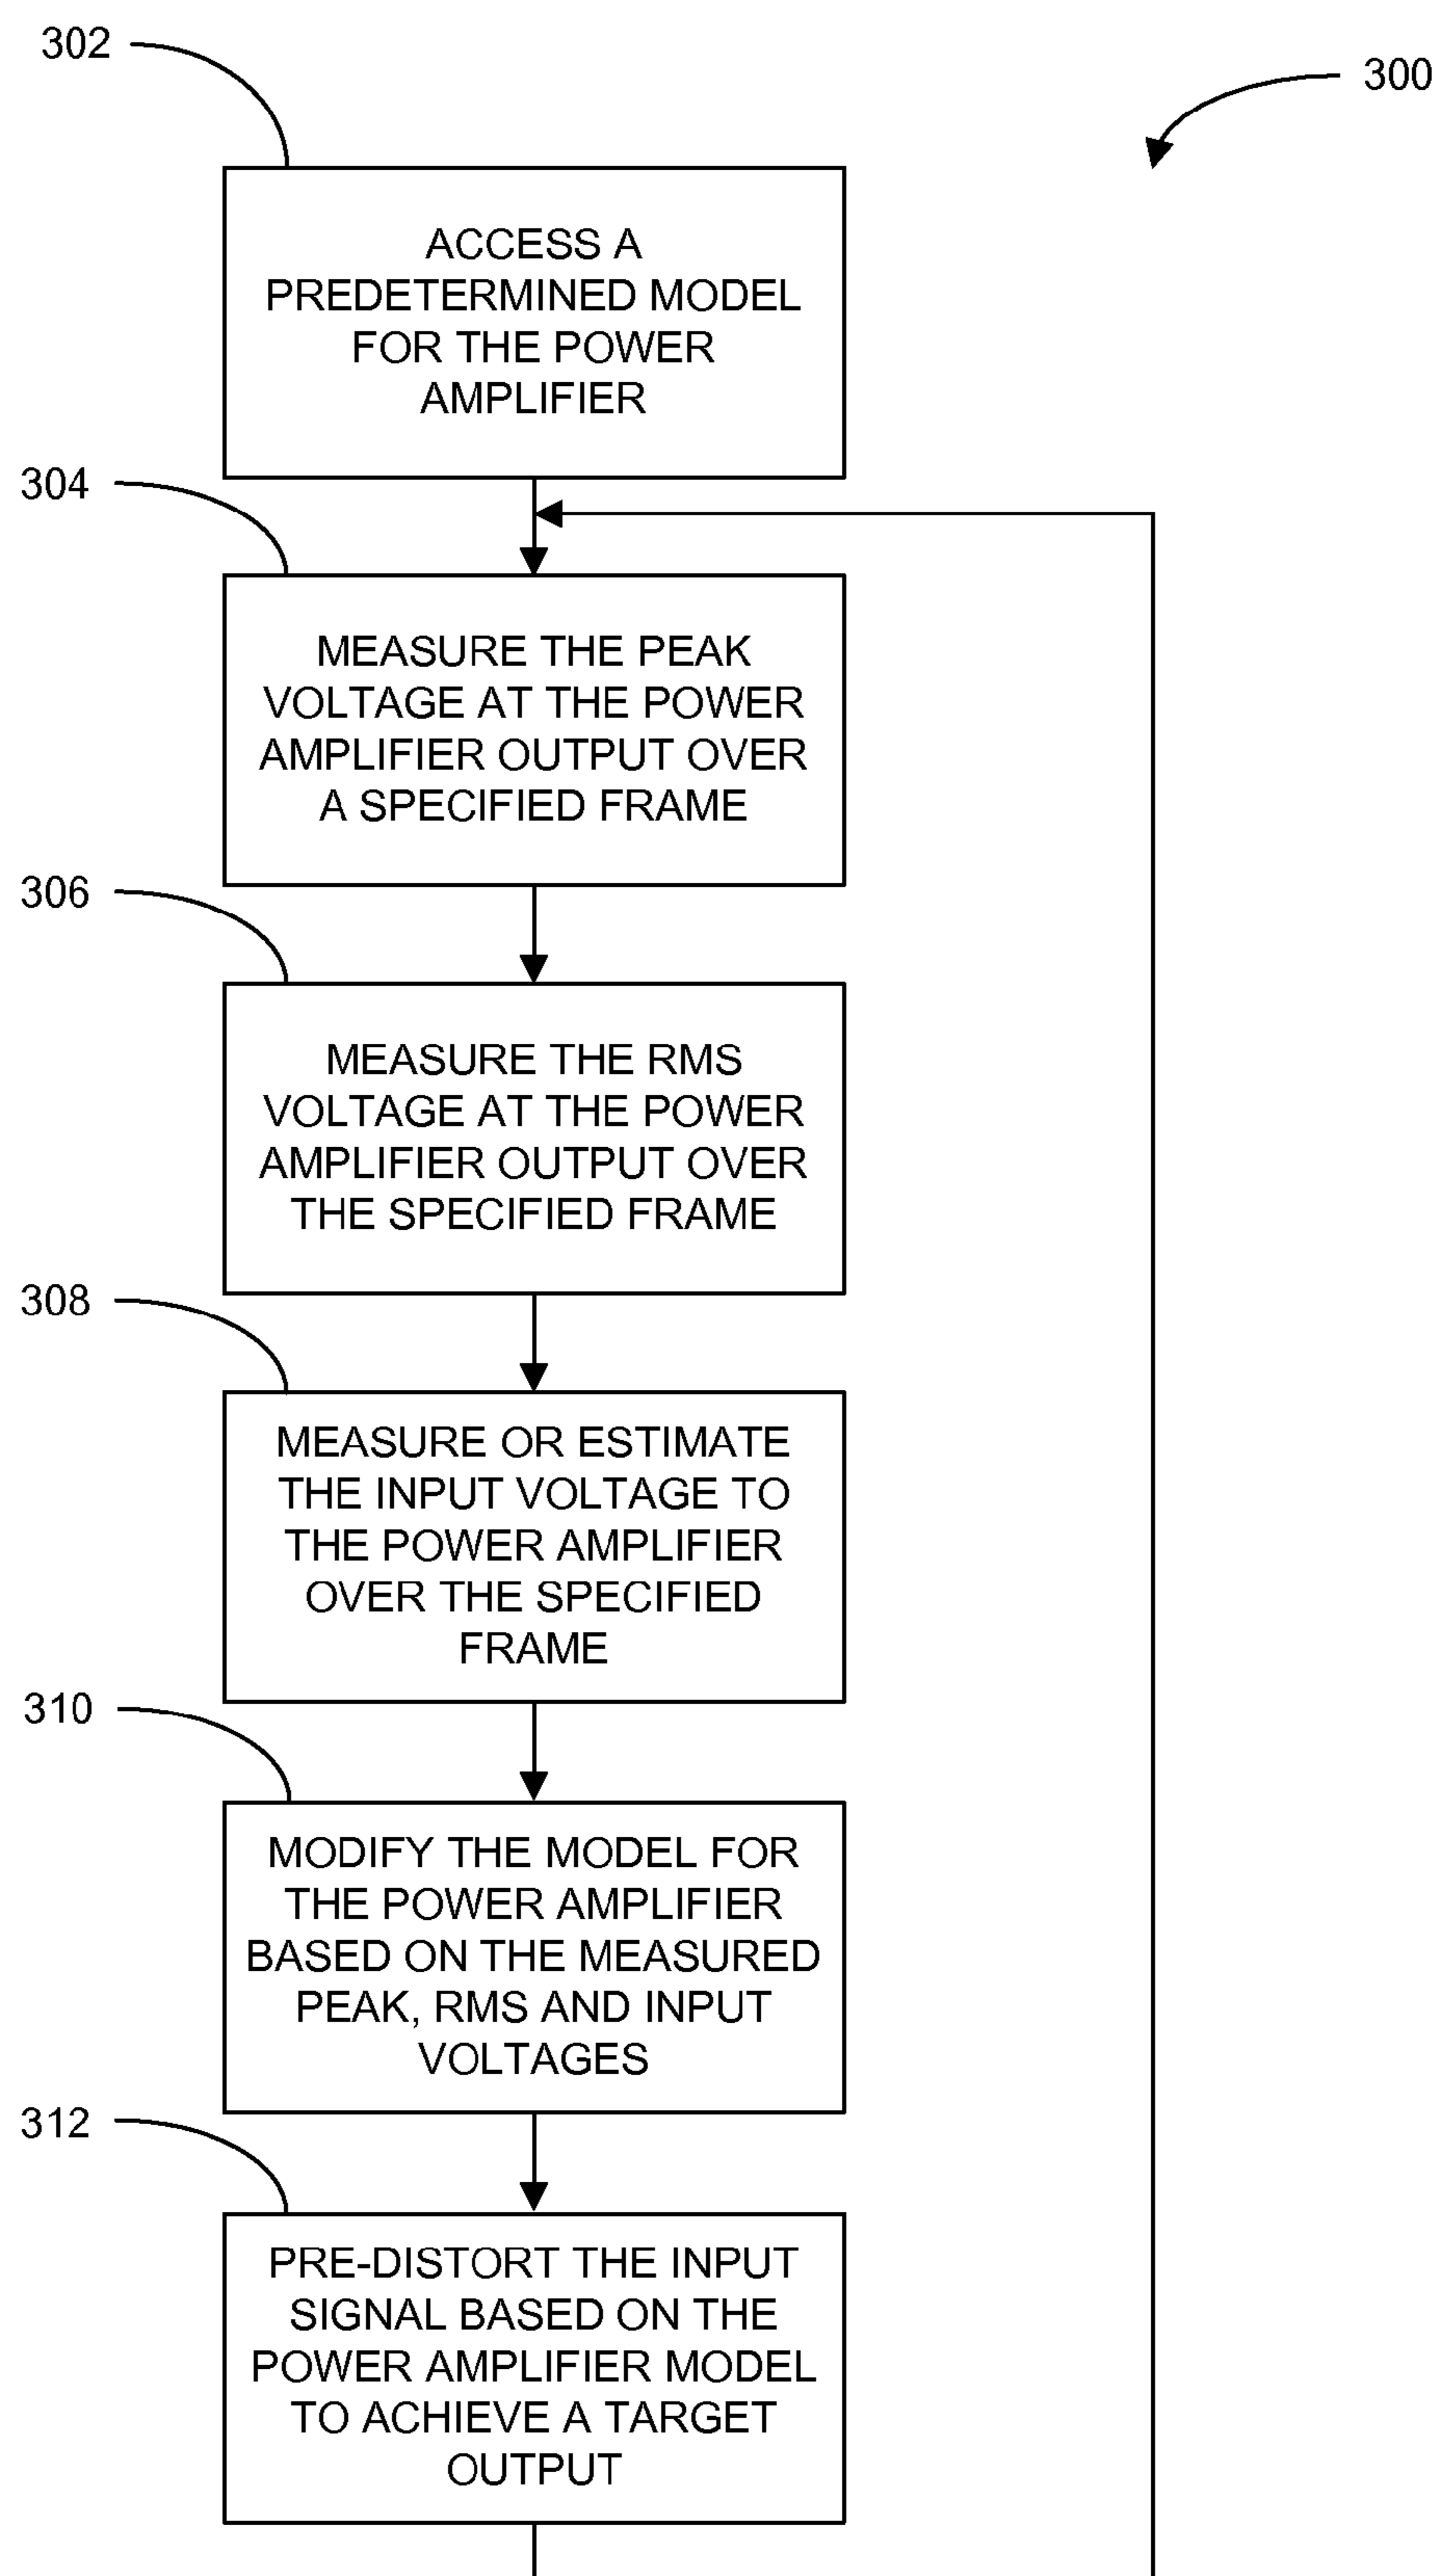 302
300
ACCESS A
PREDETERMINED MODEL
FOR THE POWER
AMPLIFIER
304
MEASURE THE PEAK
VOLTAGE AT THE POWER
AMPLIFIER OUTPUT OVER
A SPECIFIED FRAME
306
MEASURE THE RMS
VOLTAGE AT THE POWER
AMPLIFIER OUTPUT OVER
THE SPECIFIED FRAME
308
MEASURE OR ESTIMATE
THE INPUT VOLTAGE TO
THE POWER AMPLIFIER
OVER THE SPECIFIED
FRAME
310
MODIFY THE MODEL FOR
THE POWER AMPLIFIER
BASED ON THE MEASURED
PEAK, RMS AND INPUT
VOLTAGES
312
PRE-DISTORT THE INPUT
SIGNAL BASED ON THE
POWER AMPLIFIER MODEL
TO ACHIEVE A TARGET
OUTPUT